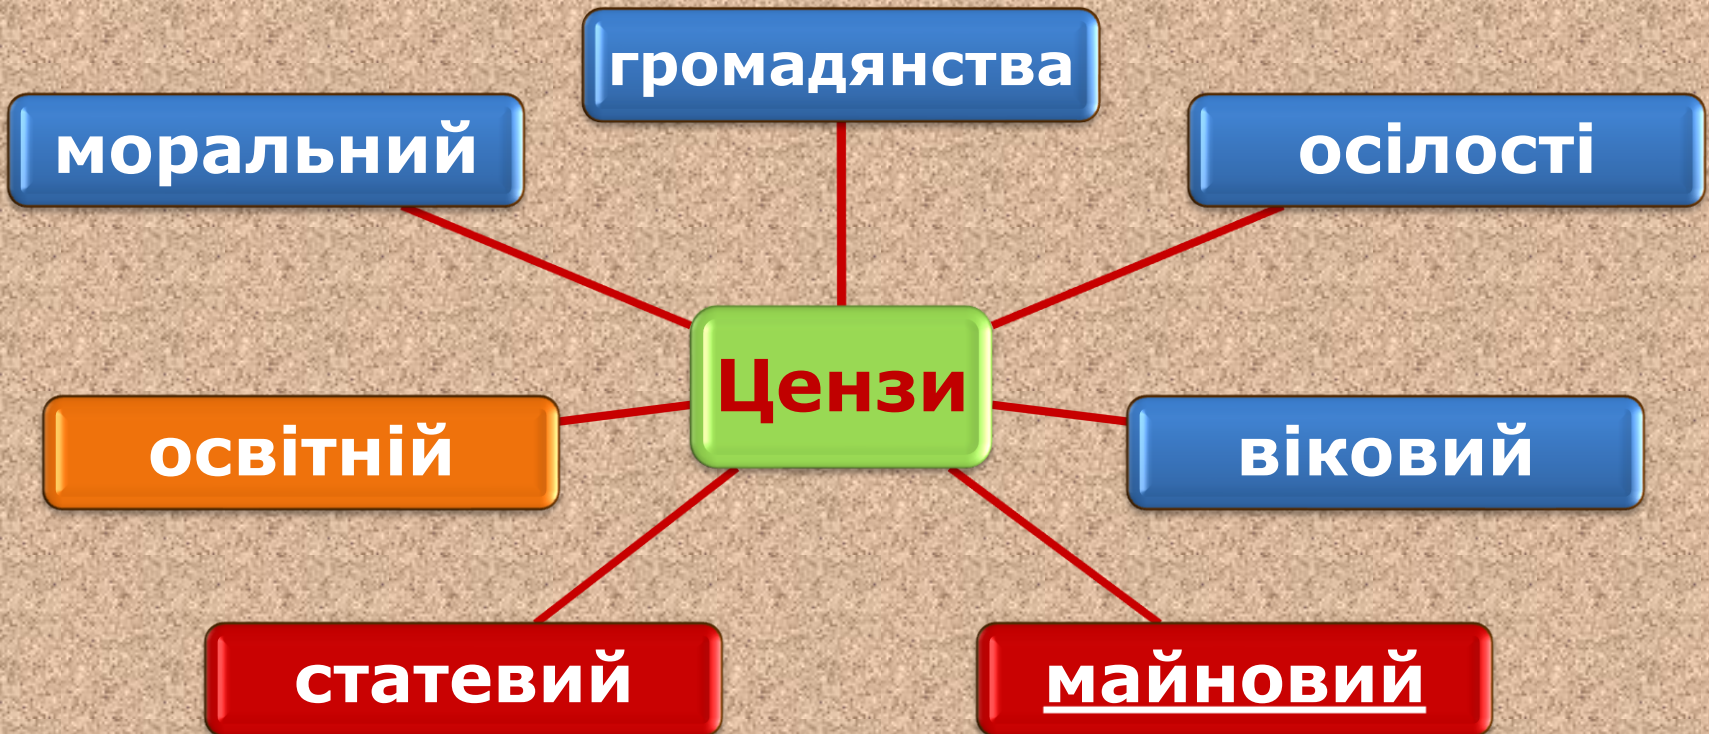 громадянства
моральний
осілості
Цензи
освітній
віковий
статевий
майновий